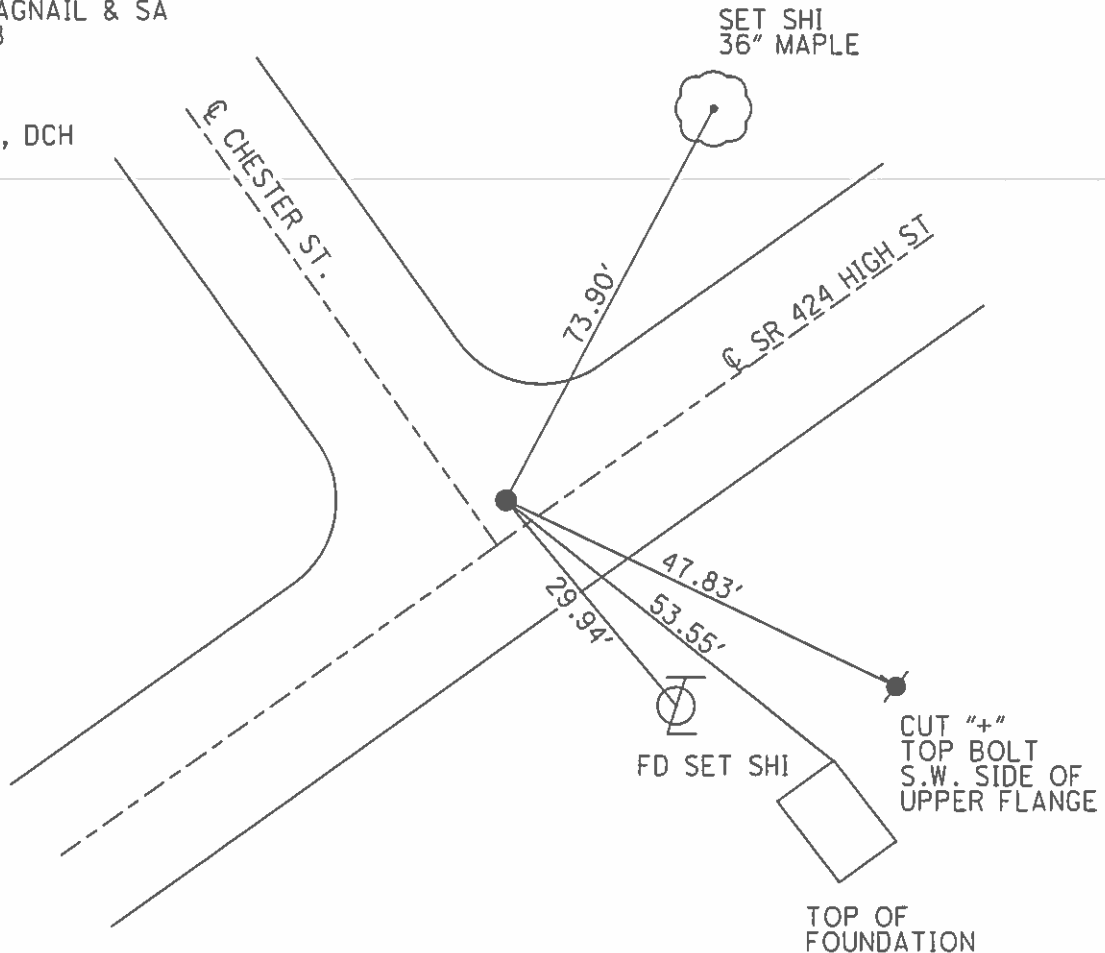 AGNAIL & SA
, DCH
SET SHI
36" MAPLE
℄ CHESTER ST.
73.90'
℄ SR 424 HIGH ST
47.83'
53.55'
29.94'
FD SET SHI
CUT "+"
TOP BOLT
S.W. SIDE OF
UPPER FLANGE
TOP OF
FOUNDATION